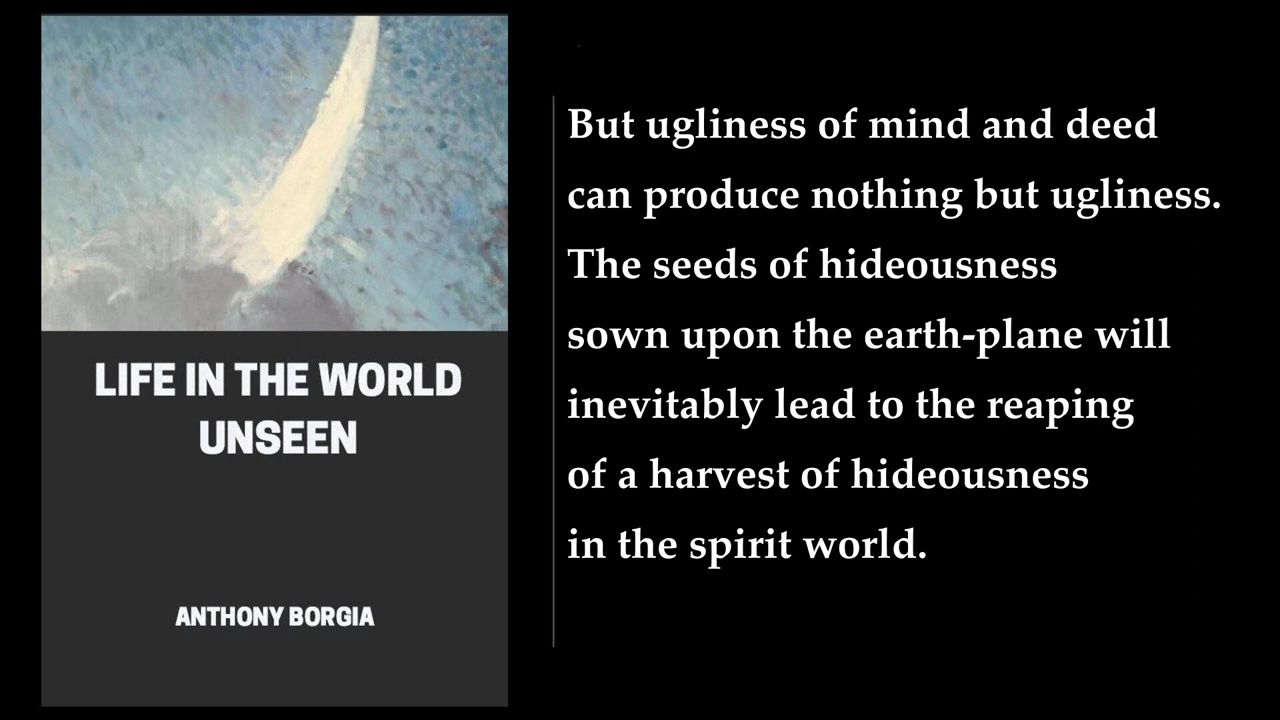 LIFE IN THE WORLD
UNSEEN
ANTHONY BORGIA
But ugliness of mind and deed
can produce nothing but ugliness.
The seeds of hideousness
sown upon the earth-plane will
inevitably lead to the reaping
of a harvest of hideousness
in the spirit world.